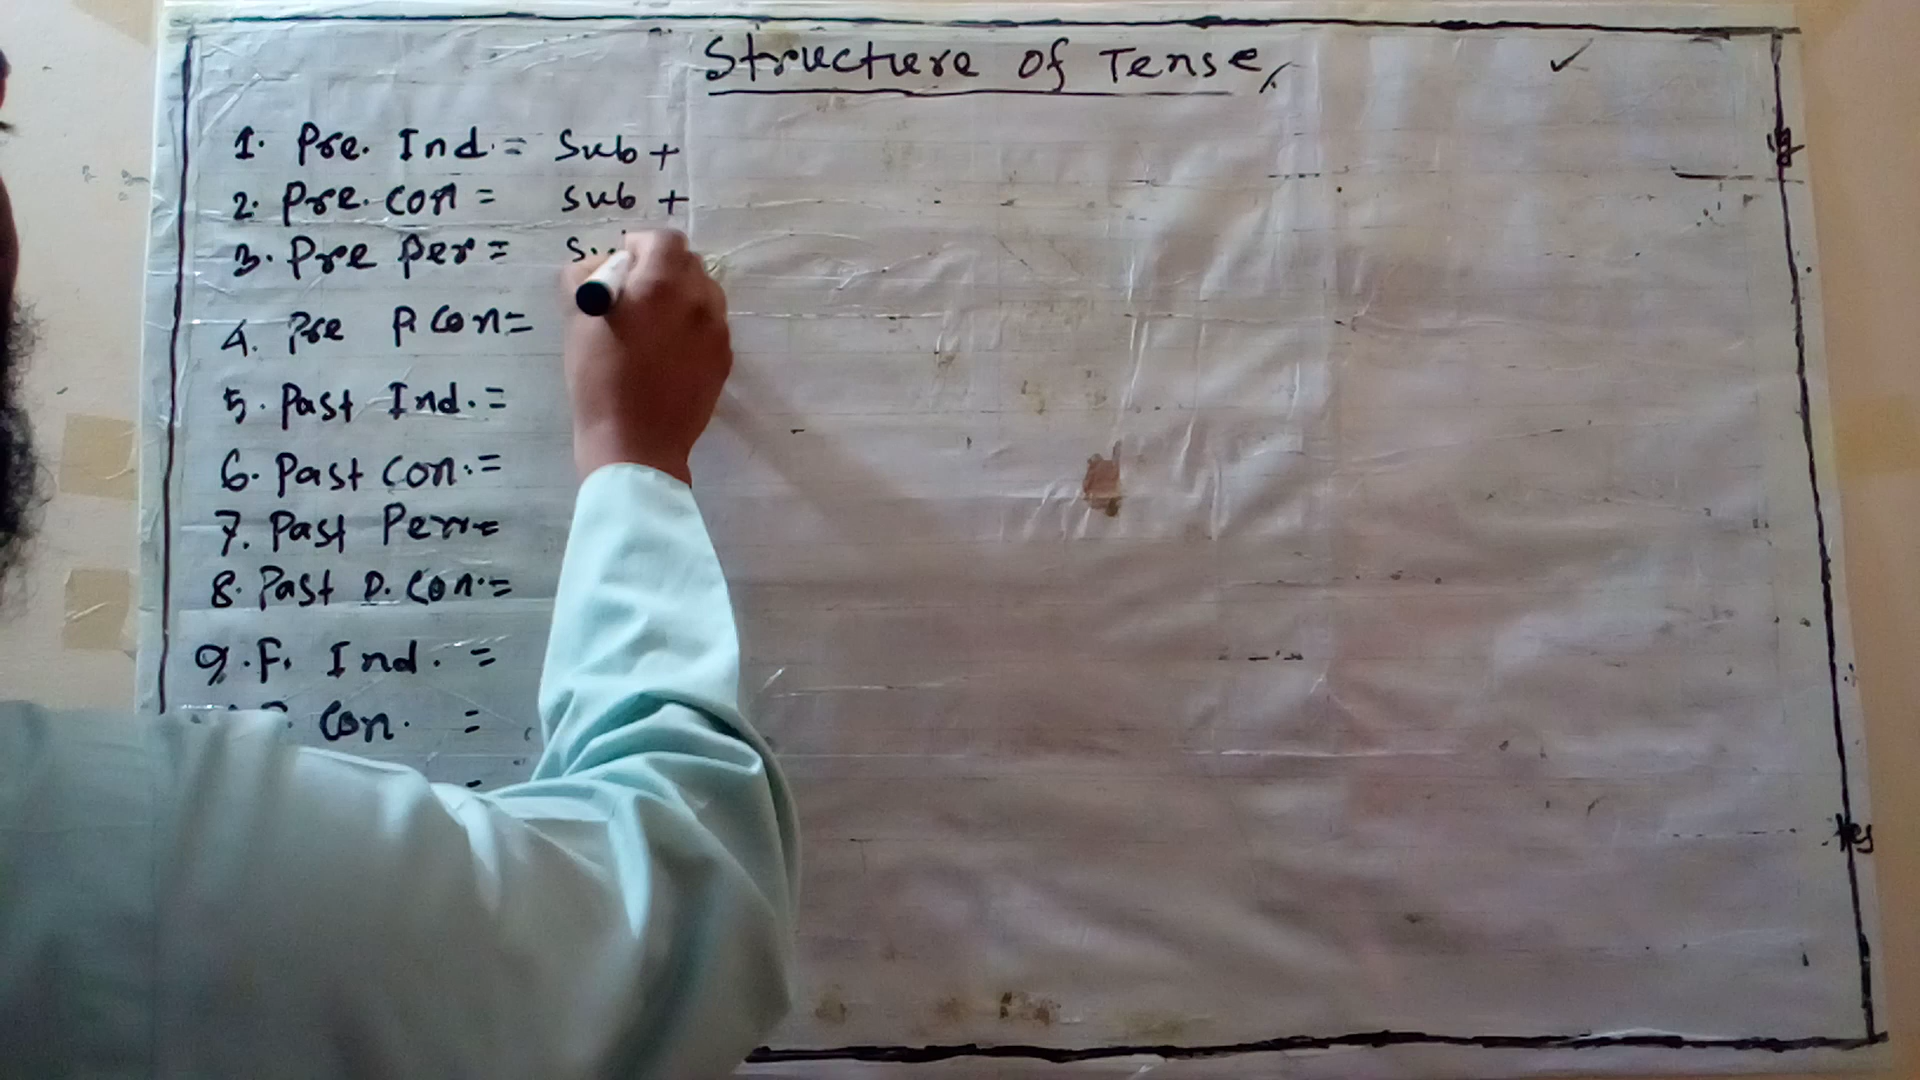 Structure of Tense
1. Pre. Ind. = Sub +
2. Pre. Con = Sub +
3. Pre Per =
4. Pre P. Con =
5. Past Ind. =
6. Past Con. =
7. Past Per =
8. Past P. Con. =
9. F. Ind. =
Con. =